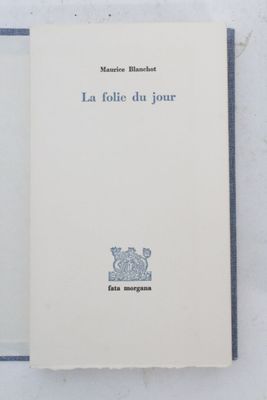 Maurice Blanchot
La folie du jour
fata morgana